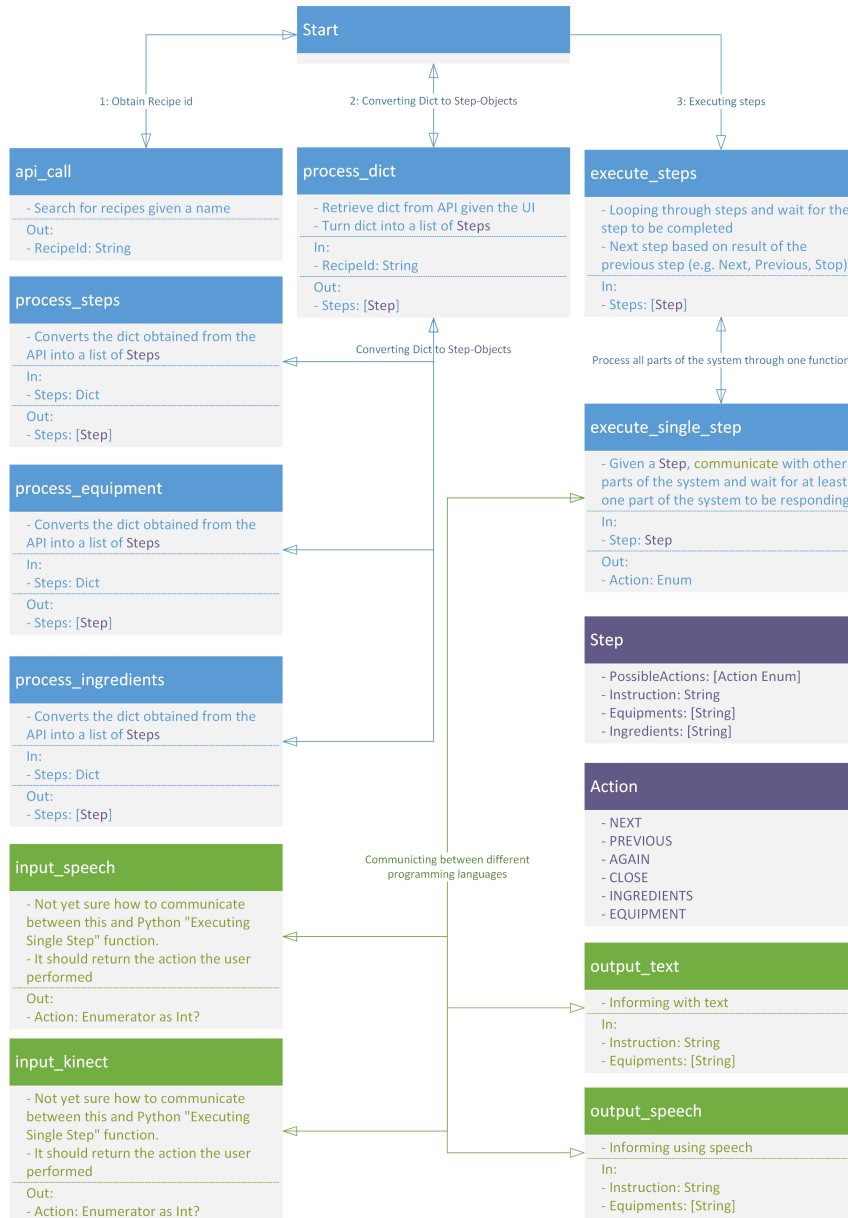 Start
1: Obtain Recipe id
2: Converting Dict to Step-Objects
3: Executing steps
api_call
- Search for recipes given a name
Out:
- RecipeId: String
process_dict
- Retrieve dict from API given the UI
- Turn dict into a list of Steps
In:
- RecipeId: String
Out:
- Steps: [Step]
execute_steps
- Looping through steps and wait for the
step to be completed
- Next step based on result of the
previous step (e.g. Next, Previous, Stop)
In:
- Steps: [Step]
process_steps
- Converts the dict obtained from the
API into a list of Steps
In:
- Steps: Dict
Out:
- Steps: [Step]
Converting Dict to Step-Objects
Process all parts of the system through one function
process_equipment
- Converts the dict obtained from the
API into a list of Steps
In:
- Steps: Dict
Out:
- Steps: [Step]
execute_single_step
- Given a Step, communicate with other
parts of the system and wait for at least
one part of the system to be responding
In:
- Step: Step
Out:
- Action: Enum
process_ingredients
- Converts the dict obtained from the
API into a list of Steps
In:
- Steps: Dict
Out:
- Steps: [Step]
Step
- PossibleActions: [Action Enum]
- Instruction: String
- Equipments: [String]
- Ingredients: [String]
Action
- NEXT
- PREVIOUS
- AGAIN
- CLOSE
- INGREDIENTS
- EQUIPMENT
Communicting between different
programming languages
input_speech
- Not yet sure how to communicate
between this and Python "Executing
Single Step" function.
- It should return the action the user
performed
Out:
- Action: Enumerator as Int?
output_text
- Informing with text
In:
- Instruction: String
- Equipments: [String]
input_kinect
- Not yet sure how to communicate
between this and Python "Executing
Single Step" function.
- It should return the action the user
performed
Out:
- Action: Enumerator as Int?
output_speech
- Informing using speech
In:
- Instruction: String
- Equipments: [String]